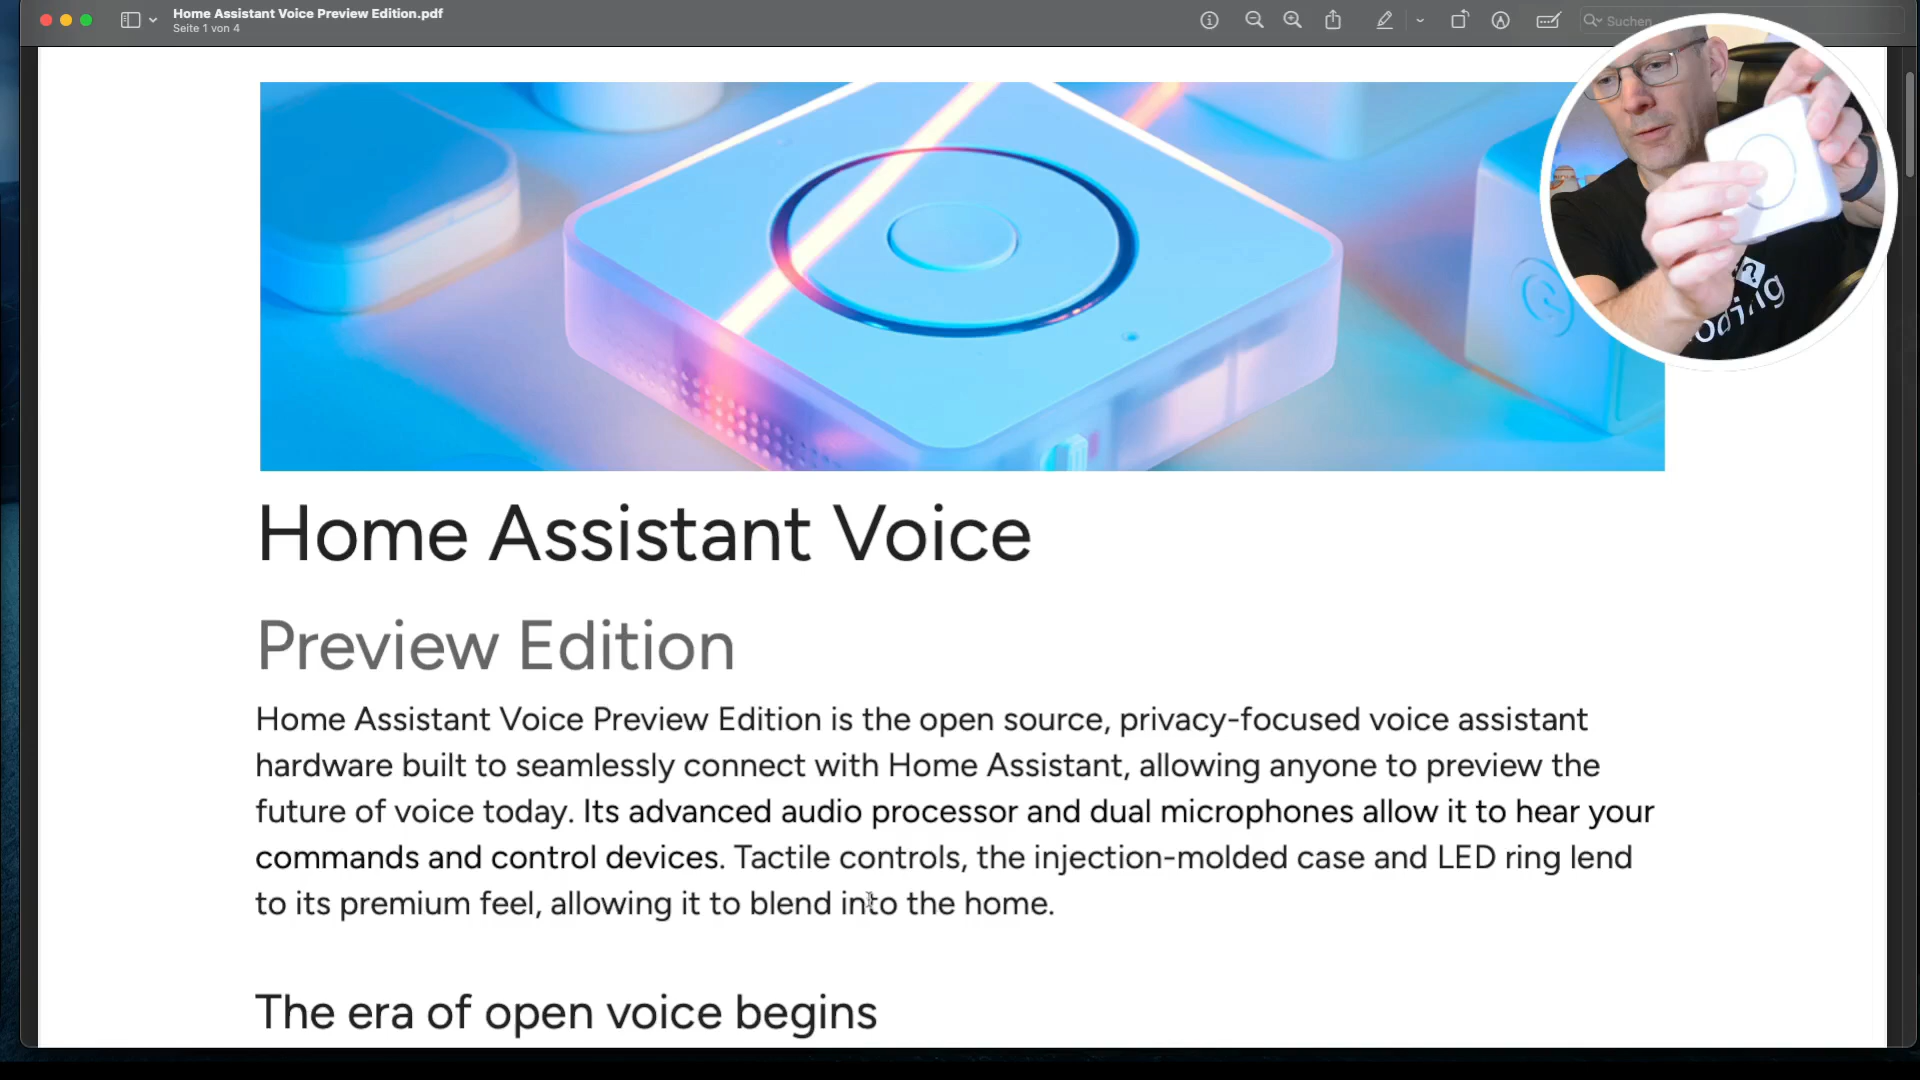 Home Assistant Voice Preview Edition.pdf
Seite 1 von 4
Suchen
Home Assistant Voice
Preview Edition
Home Assistant Voice Preview Edition is the open source, privacy-focused voice assistant
hardware built to seamlessly connect with Home Assistant, allowing anyone to preview the
future of voice today. Its advanced audio processor and dual microphones allow it to hear your
commands and control devices. Tactile controls, the injection-molded case and LED ring lend
to its premium feel, allowing it to blend into the home.
The era of open voice begins